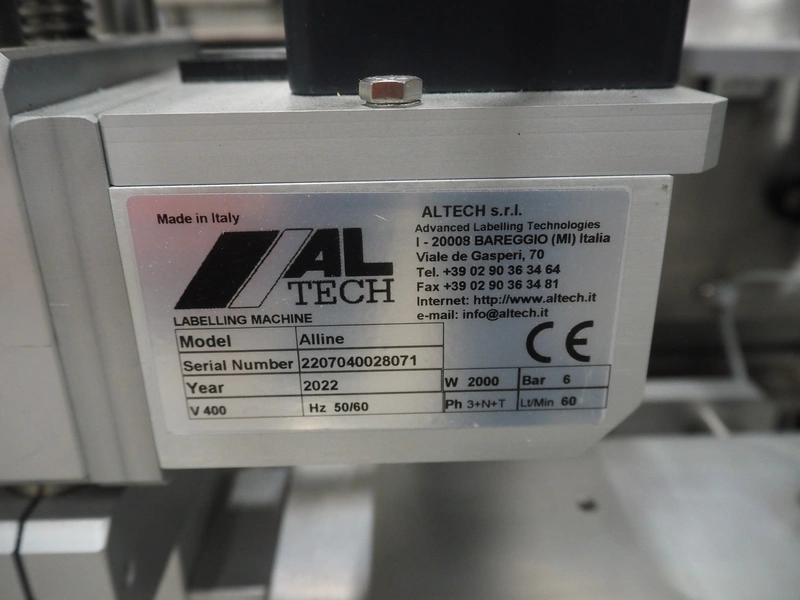 Made in Italy
AL
TECH
LABELLING MACHINE
ALTECH s.r.l.
Advanced Labelling Technologies
I - 20008 BAREGGIO (MI) Italia
Viale de Gasperi, 70
Tel. +39 02 90 36 34 64
Fax +39 02 90 36 34 81
Internet: http://www.altech.it
e-mail: info@altech.it
CE
Model Alline
Serial Number 2207040028071
Year 2022 W 2000 Bar 6
V 400 Hz 50/60 Ph 3+N+T Lt/Min 60